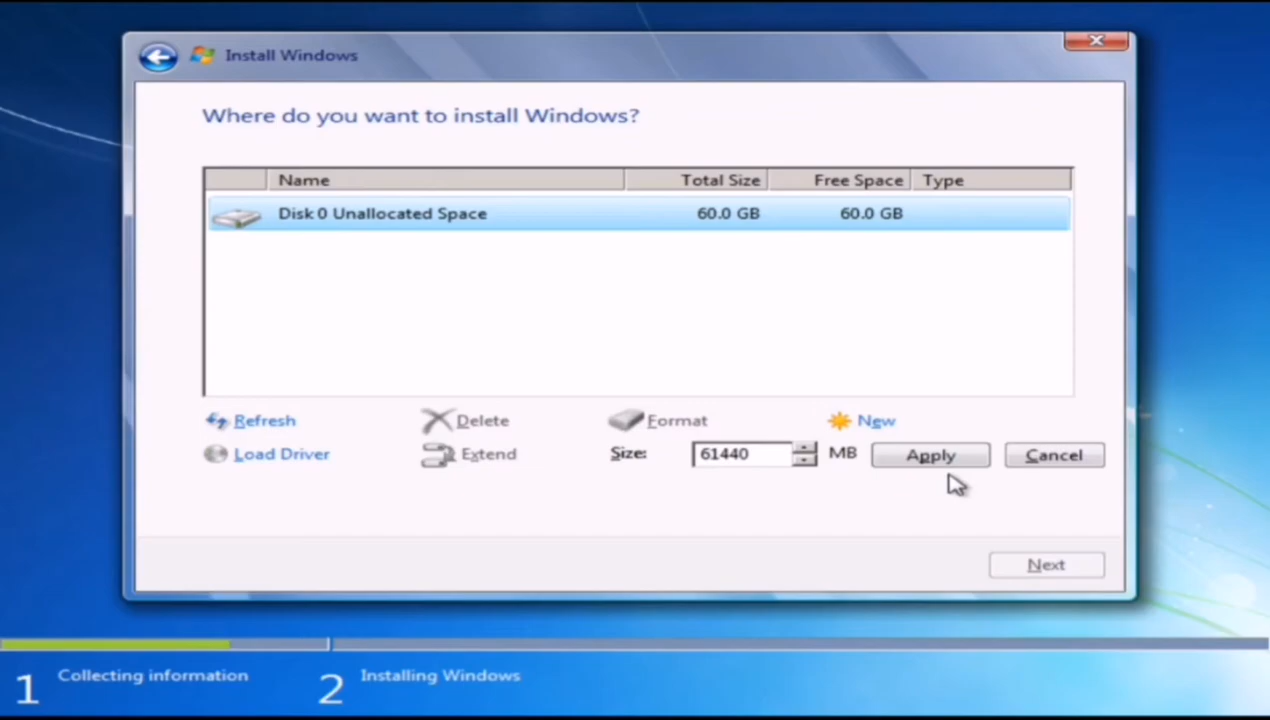 Install Windows
Where do you want to install Windows?
Name Total Size Free Space Type
Disk 0 Unallocated Space 60.0 GB 60.0 GB
Refresh Delete Format New
Load Driver Extend Size: 61440 MB Apply Cancel
Next
1 Collecting information 2 Installing Windows